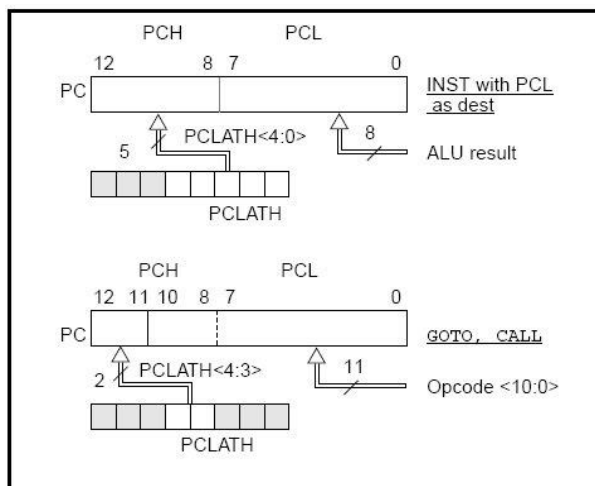 PCH PCL
12 8 7 0
PC
INST with PCL
as dest
5 PCLATH<4:0> 8
ALU result
PCLATH
PCH PCL
12 11 10 8 7 0
PC
GOTO, CALL
2 PCLATH<4:3> 11
Opcode <10:0>
PCLATH